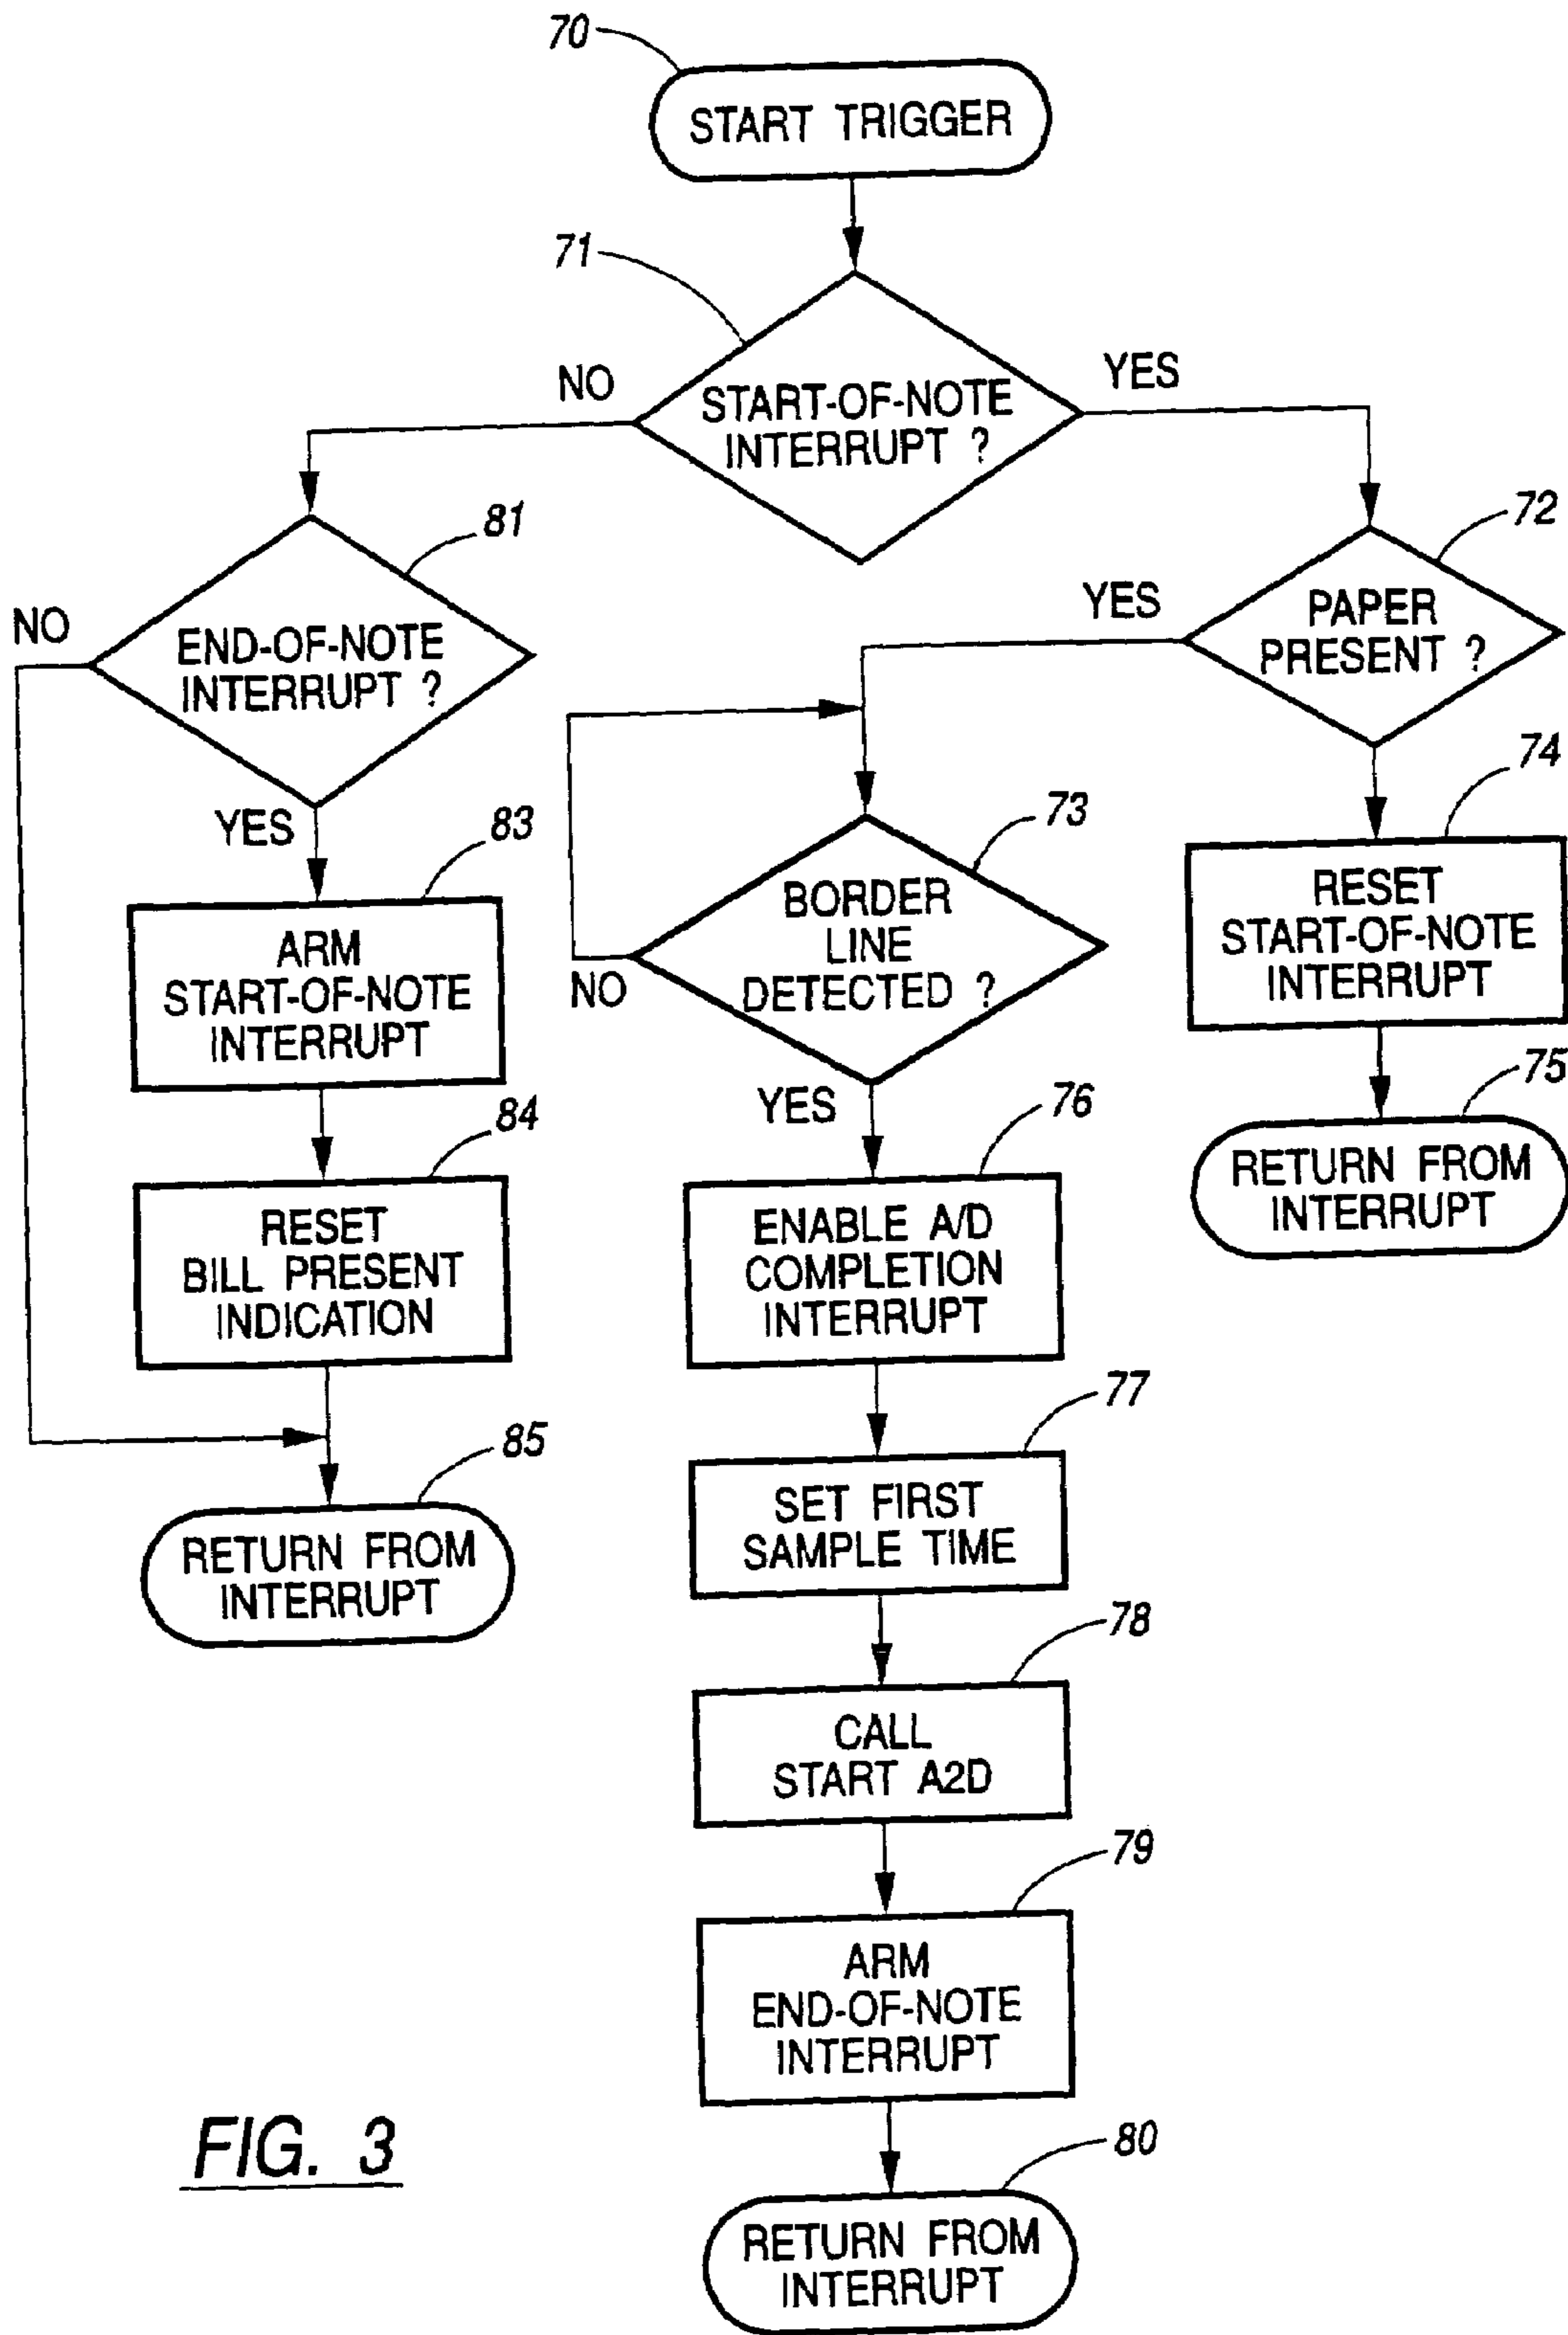 70
START TRIGGER
71
NO
START-OF-NOTE
INTERRUPT ?
YES
81
NO
END-OF-NOTE
INTERRUPT ?
YES
72
YES
PAPER
PRESENT ?
83
ARM
START-OF-NOTE
INTERRUPT
84
RESET
BILL PRESENT
INDICATION
85
RETURN FROM
INTERRUPT
73
BORDER
LINE
DETECTED ?
NO
YES
74
RESET
START-OF-NOTE
INTERRUPT
75
RETURN FROM
INTERRUPT
76
ENABLE A/D
COMPLETION
INTERRUPT
77
SET FIRST
SAMPLE TIME
78
CALL
START A2D
79
ARM
END-OF-NOTE
INTERRUPT
80
RETURN FROM
INTERRUPT
FIG. 3